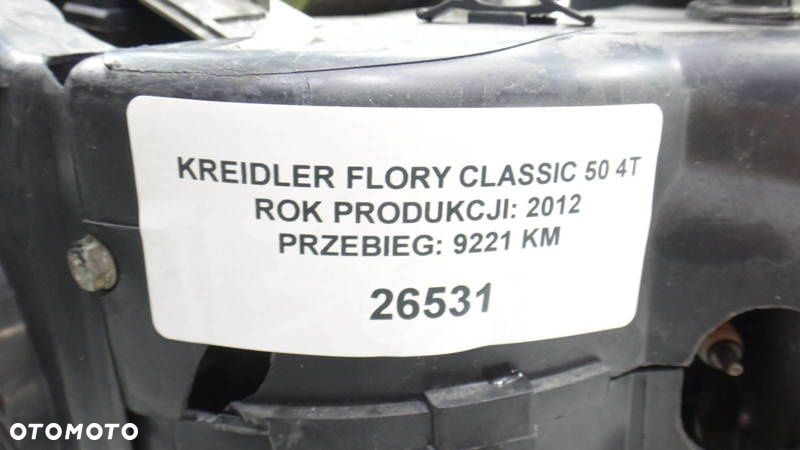 KREIDLER FLORY CLASSIC 50 4T
ROK PRODUKCJI: 2012
PRZEBIEG: 9221 KM
26531
OTOMOTO